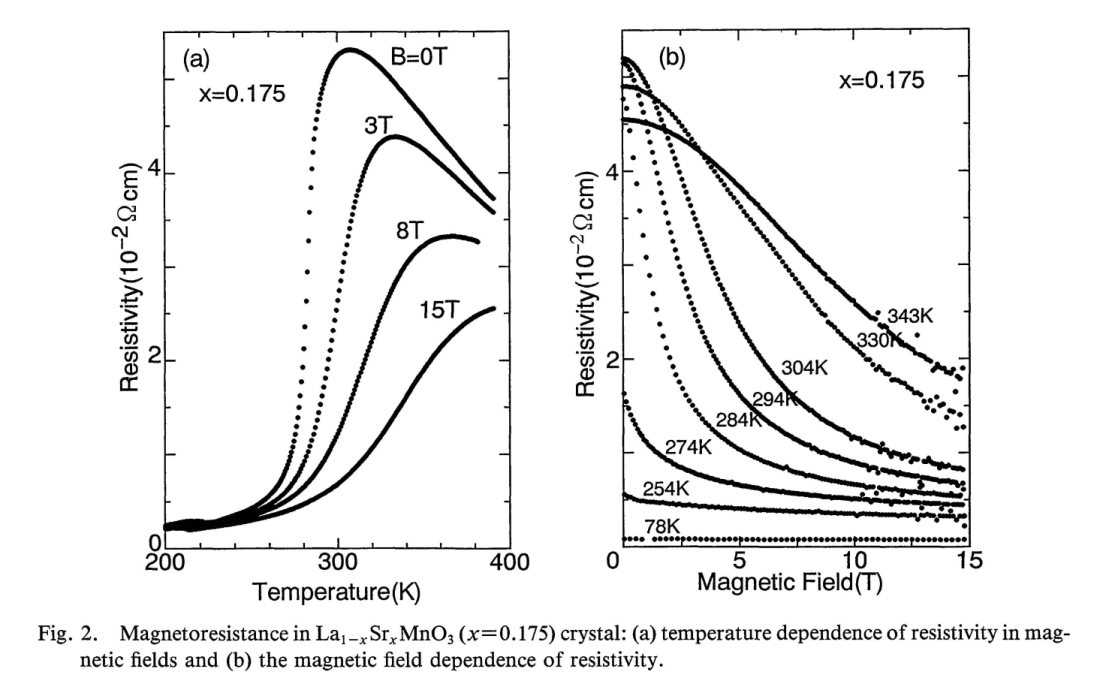 (a)
B=0T
x=0.175
3T
8T
15T
4
2
0
200
300
400
Resistivity(10⁻²Ωcm)
Temperature(K)
(b)
x=0.175
343K
330K
304K
294K
284K
274K
254K
78K
4
2
0
5
10
15
Resistivity(10⁻²Ωcm)
Magnetic Field(T)
Fig. 2. Magnetoresistance in La₁₋ₓSrₓMnO₃ (x=0.175) crystal: (a) temperature dependence of resistivity in mag-
netic fields and (b) the magnetic field dependence of resistivity.